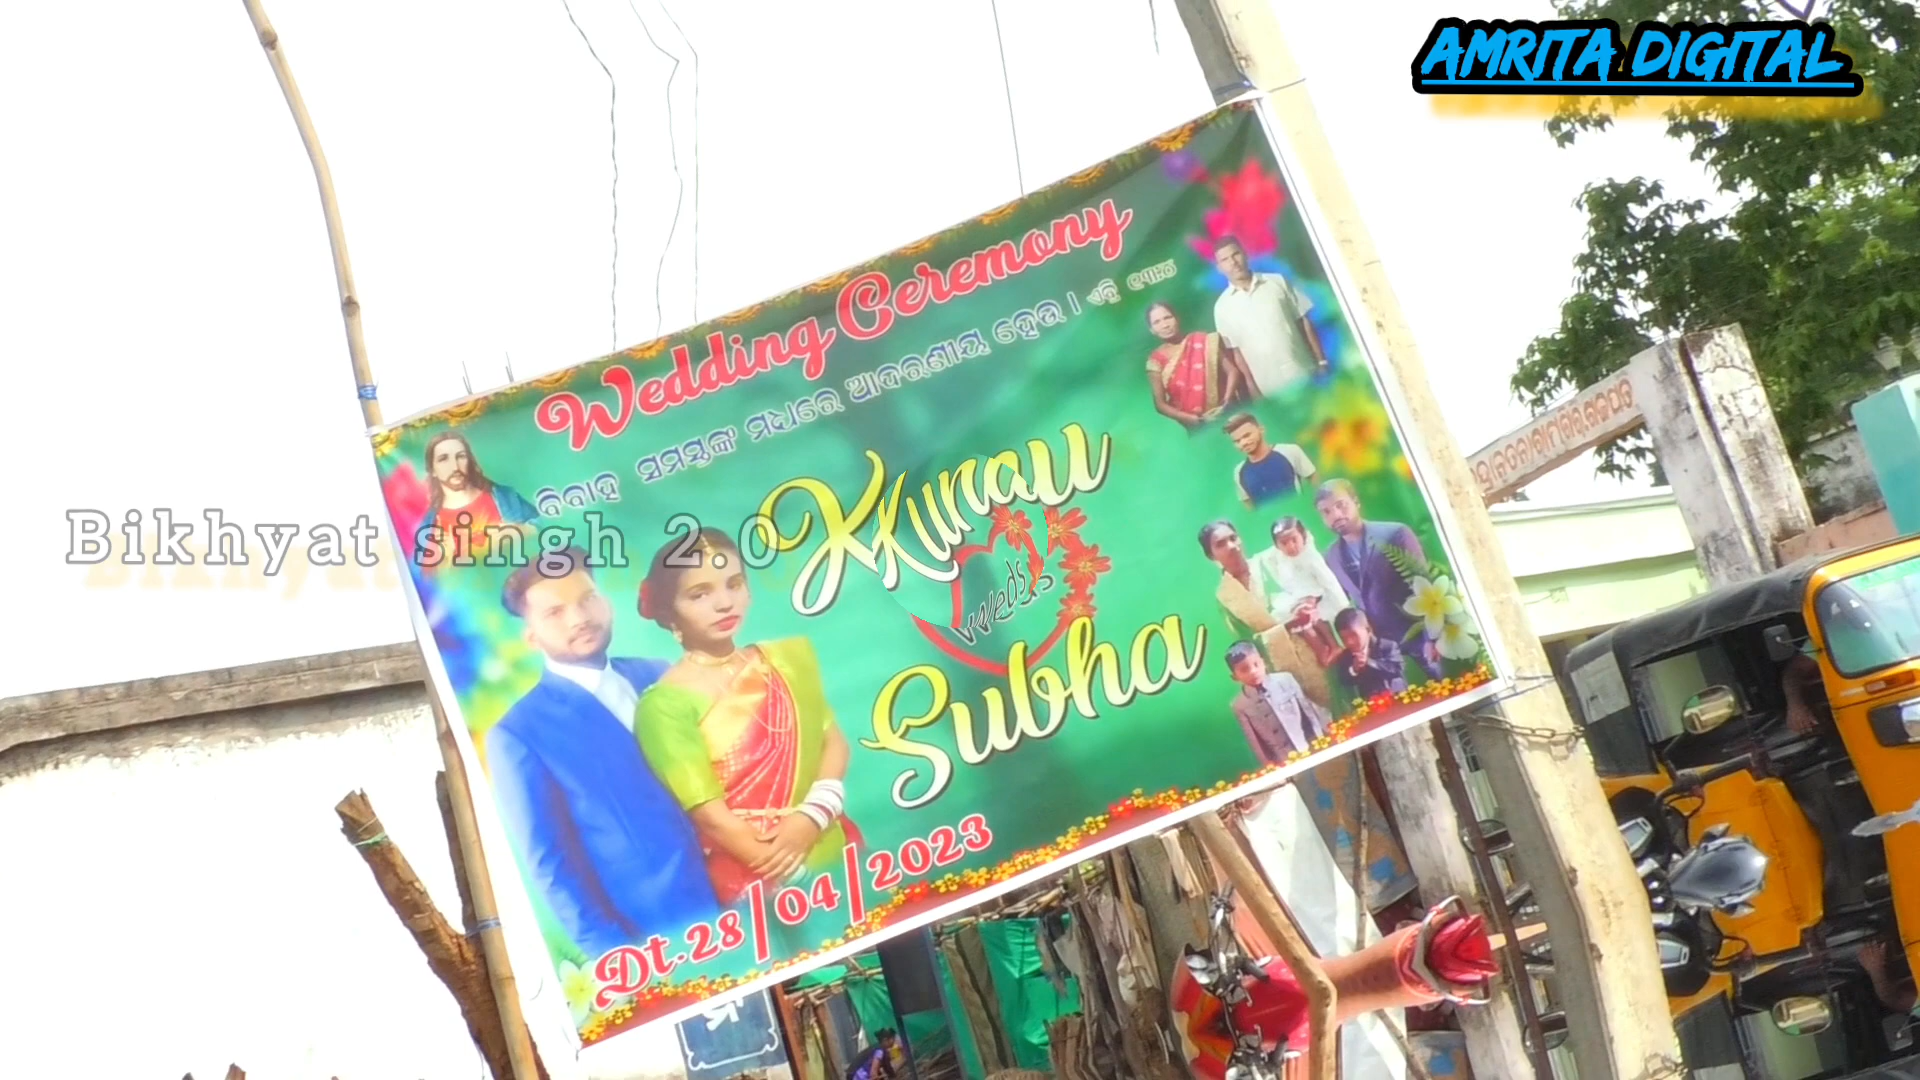 AMRITA DIGITAL
Wedding Ceremony
ବିବାହ ସମସ୍ତଙ୍କ ମଧ୍ୟରେ ଆଦରଣୀୟ ହେଉ ।
Bikhyat singh 2.0
Kunau
Weds
Subha
Dt.28/04/2023